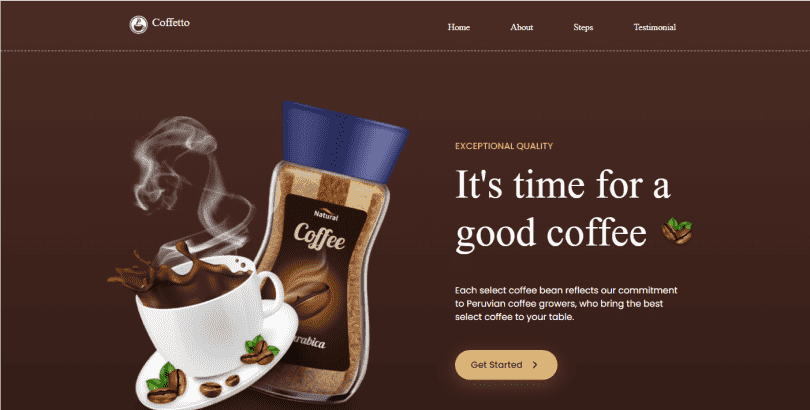 Coffetto
Home
About
Steps
Testimonial
EXCEPTIONAL QUALITY
It's time for a
good coffee
Each select coffee bean reflects our commitment
to Peruvian coffee growers, who bring the best
select coffee to your table.
Get Started
Natural
Coffee
arabica